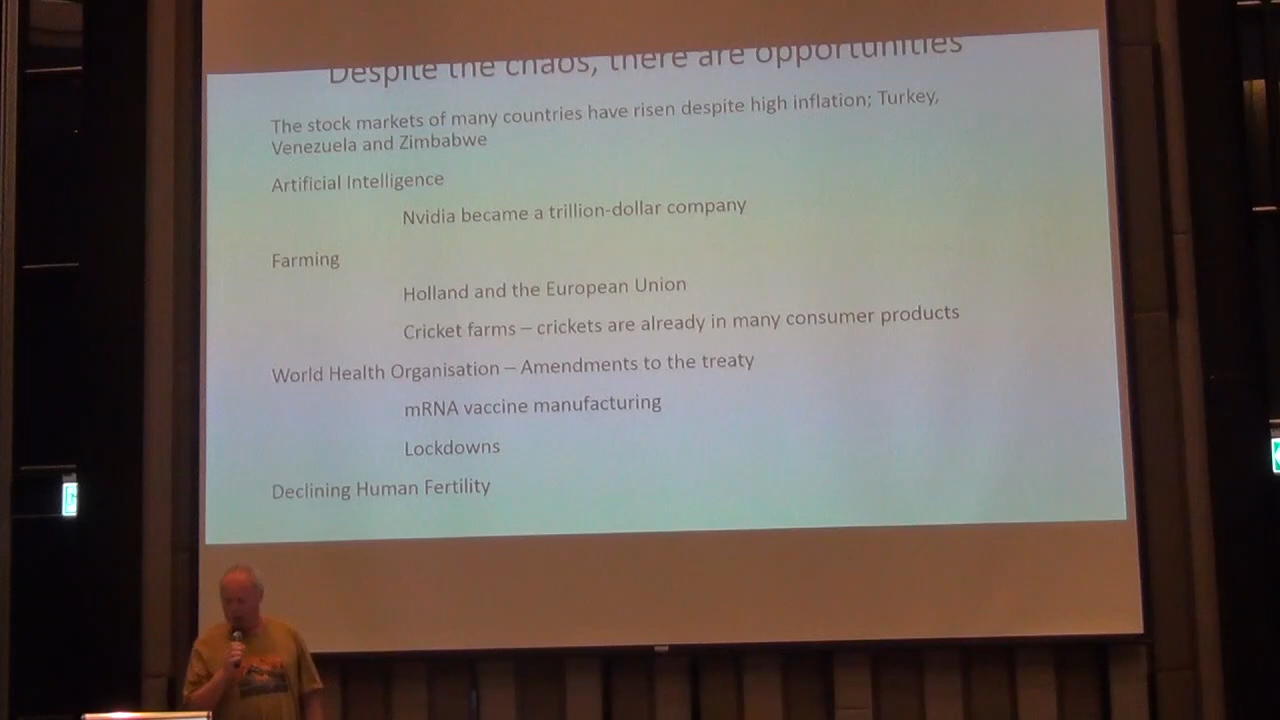 Despite the chaos, there are opportunities
The stock markets of many countries have risen despite high inflation; Turkey,
Venezuela and Zimbabwe
Artificial Intelligence
Nvidia became a trillion-dollar company
Farming
Holland and the European Union
Cricket farms – crickets are already in many consumer products
World Health Organisation – Amendments to the treaty
mRNA vaccine manufacturing
Lockdowns
Declining Human Fertility